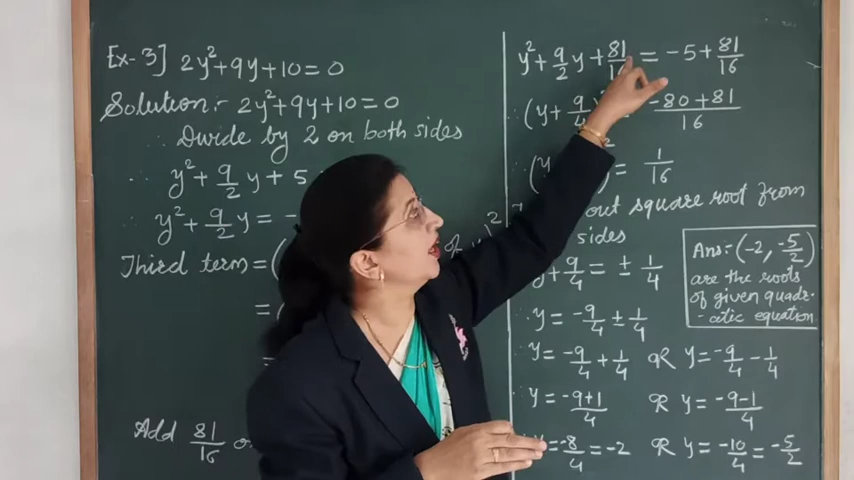 Ex-3] 2y²+9y+10=0
Solution:- 2y²+9y+10=0
∴ Divide by 2 on both sides
∴ y²+9/2y+5
∴ y²+9/2y=-
Third term=( of y)²
=(
=
Add 81/16 o
y²+9/2y+81/16=-5+81/16
(y+9/4)² -80+81/16
∴ (y = 1/16
out square root from
sides
y+9/4=±1/4
∴ y=-9/4±1/4
∴ y=-9/4+1/4 OR y=-9/4-1/4
∴ y=-9+1/4 OR y=-9-1/4
=-8/4=-2 OR y=-10/4=-5/2
Ans:-(-2, -5/2)
are the roots
of given quadr-
-atic equation